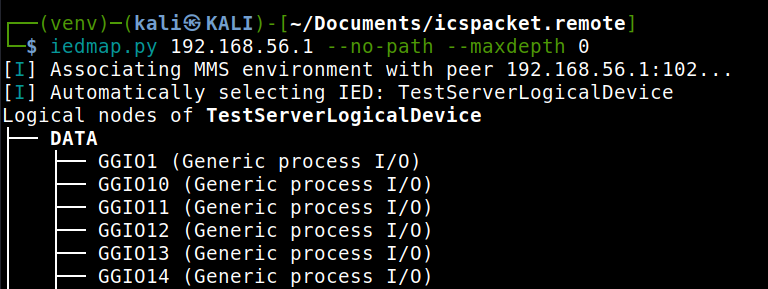 ┌──(venv)─(kali㉿KALI)-[~/Documents/icspacket.remote]
└─$ iedmap.py 192.168.56.1 --no-path --maxdepth 0
[I] Associating MMS environment with peer 192.168.56.1:102...
[I] Automatically selecting IED: TestServerLogicalDevice
Logical nodes of TestServerLogicalDevice
├── DATA
│   ├── GGIO1 (Generic process I/O)
│   ├── GGIO10 (Generic process I/O)
│   ├── GGIO11 (Generic process I/O)
│   ├── GGIO12 (Generic process I/O)
│   ├── GGIO13 (Generic process I/O)
│   ├── GGIO14 (Generic process I/O)